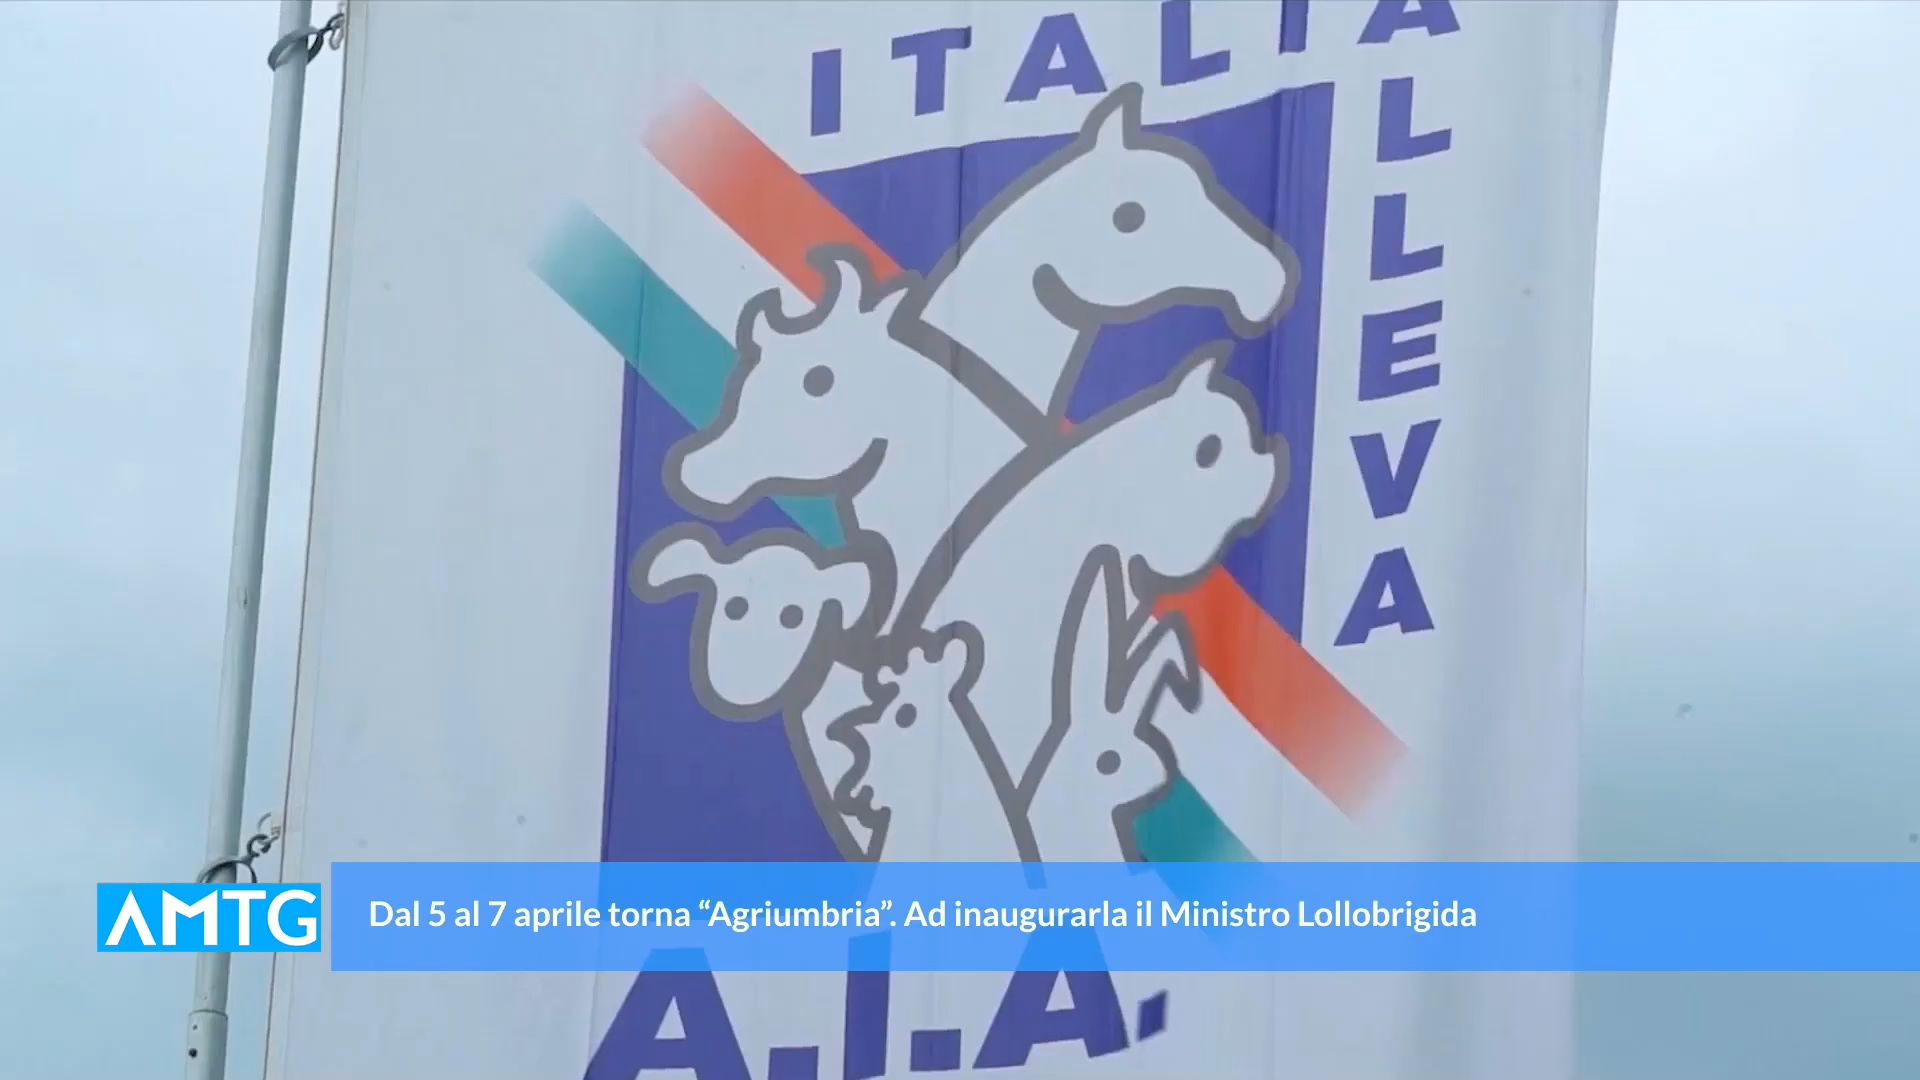 ITALIA
ALLEVA
A.I.A.
AMTG
Dal 5 al 7 aprile torna “Agriumbria”. Ad inaugurarla il Ministro Lollobrigida